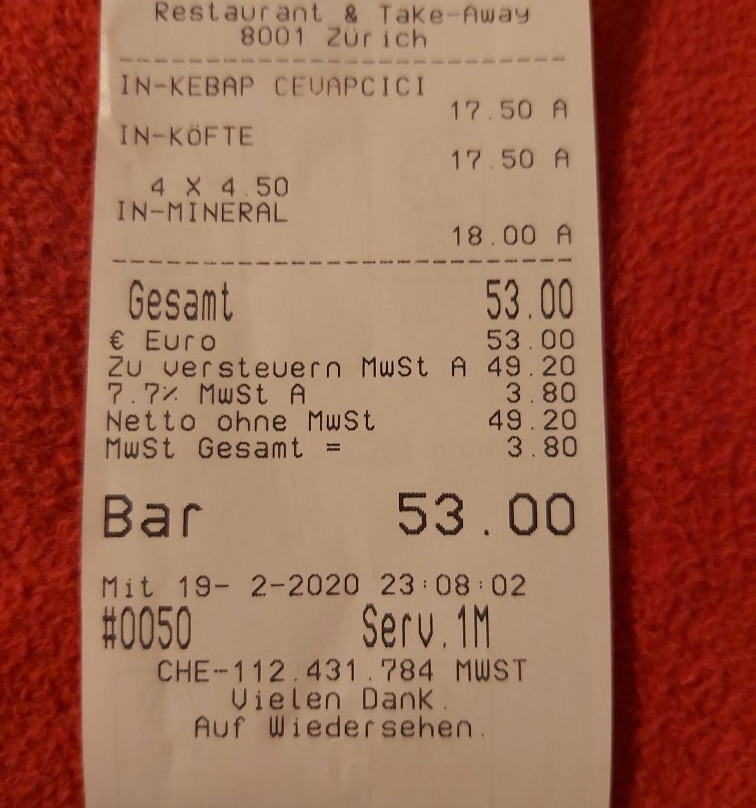 Restaurant & Take-Away
8001 Zürich
IN-KEBAP CEVAPCICI
17.50 A
IN-KÖFTE
17.50 A
4 X 4.50
IN-MINERAL
18.00 A
Gesamt 53.00
€ Euro 53.00
Zu versteuern MwSt A 49.20
7.7% MwSt A 3.80
Netto ohne MwSt 49.20
MwSt Gesamt = 3.80
Bar 53.00
Mit 19- 2-2020 23:08:02
#0050 Serv.1M
CHE-112.431.784 MWST
Vielen Dank.
Auf Wiedersehen.